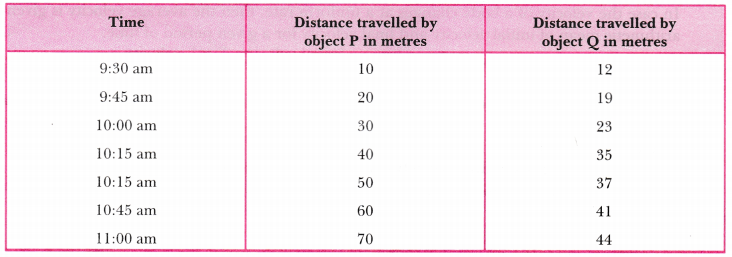 Time Distance travelled by object P in metres Distance travelled by object Q in metres
9:30 am 10 12
9:45 am 20 19
10:00 am 30 23
10:15 am 40 35
10:15 am 50 37
10:45 am 60 41
11:00 am 70 44